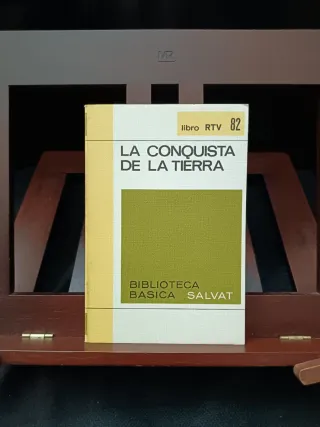 libro RTV 82
LA CONQUISTA
DE LA TIERRA
BIBLIOTECA
BASICA SALVAT